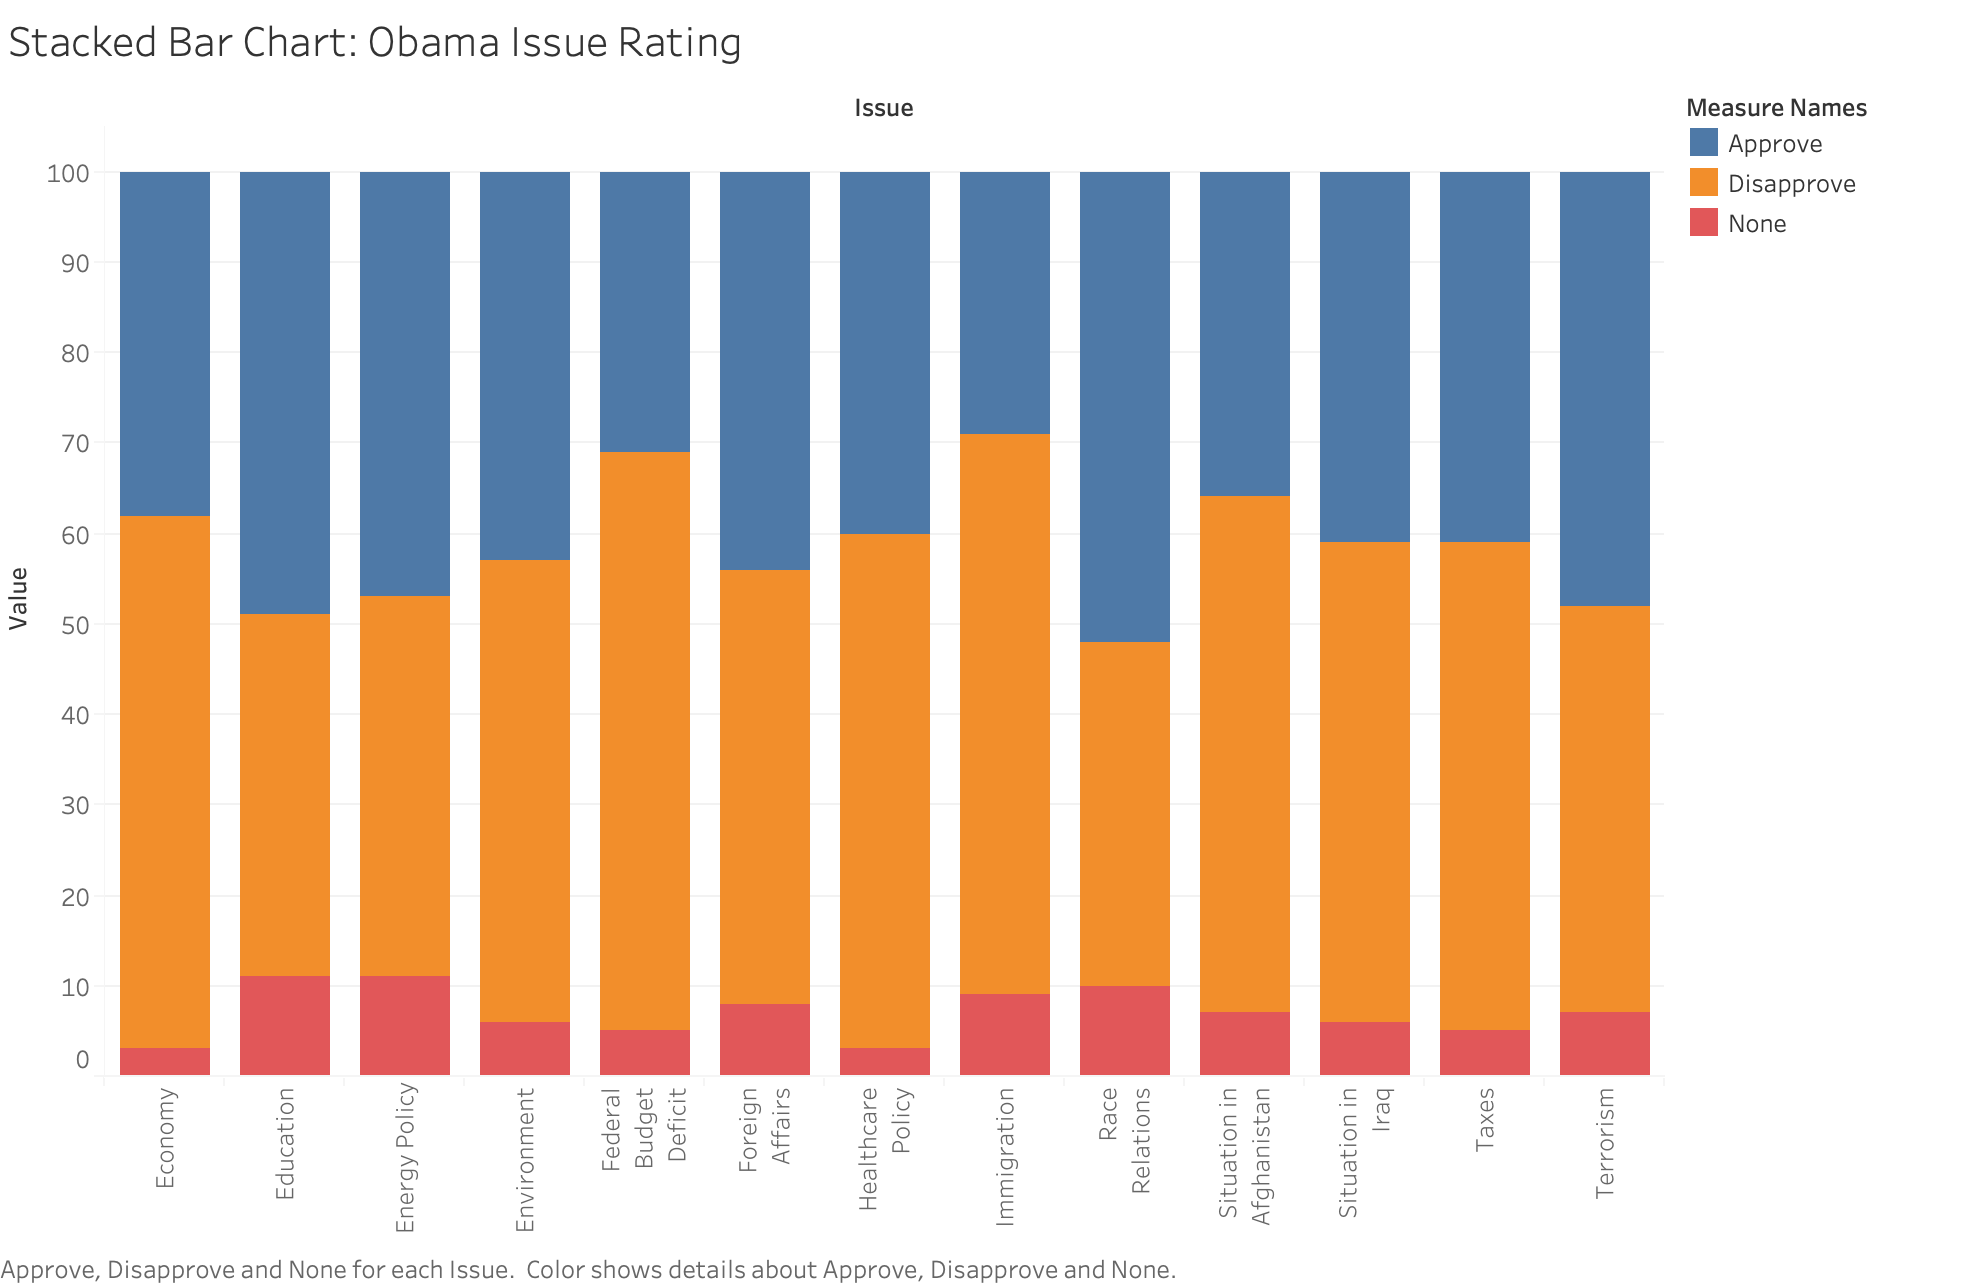 Stacked Bar Chart: Obama Issue Rating
Issue
Measure Names
Approve
Disapprove
None
Value
100
90
80
70
60
50
40
30
20
10
0
Economy
Education
Energy Policy
Environment
Federal
Budget
Deficit
Foreign
Affairs
Healthcare
Policy
Immigration
Race
Relations
Situation in
Afghanistan
Situation in
Iraq
Taxes
Terrorism
Approve, Disapprove and None for each Issue.  Color shows details about Approve, Disapprove and None.